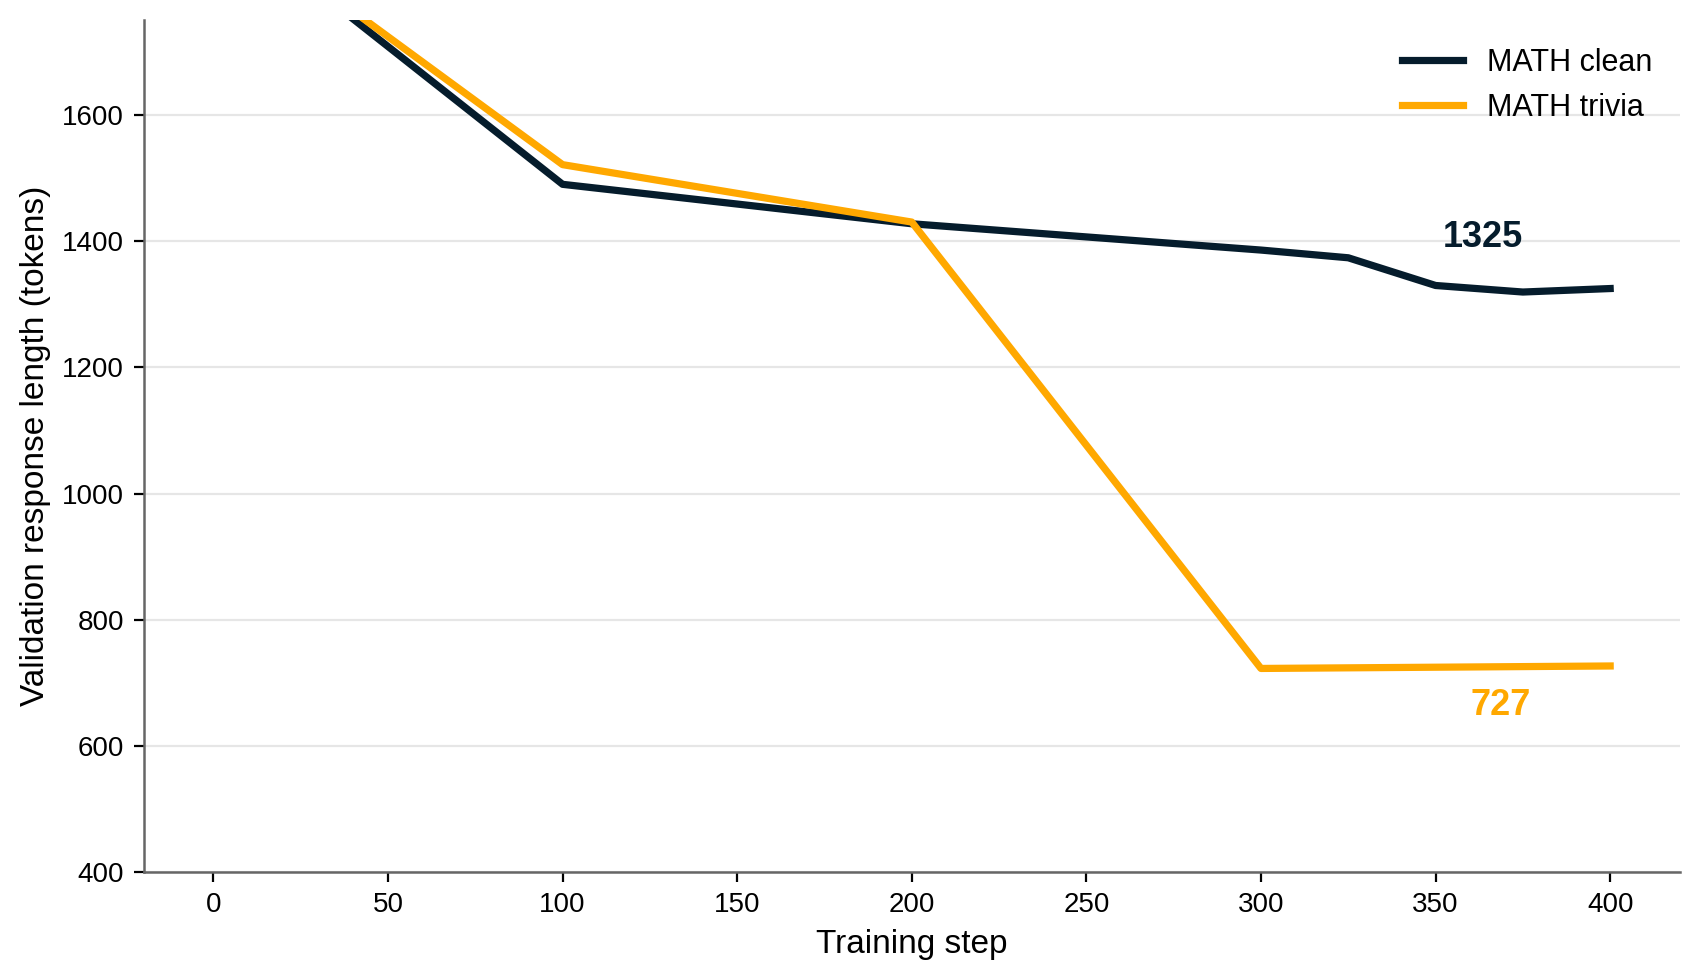 MATH clean
MATH trivia
Validation response length (tokens)
1600
1400
1200
1000
800
600
400
1325
727
0 50 100 150 200 250 300 350 400
Training step